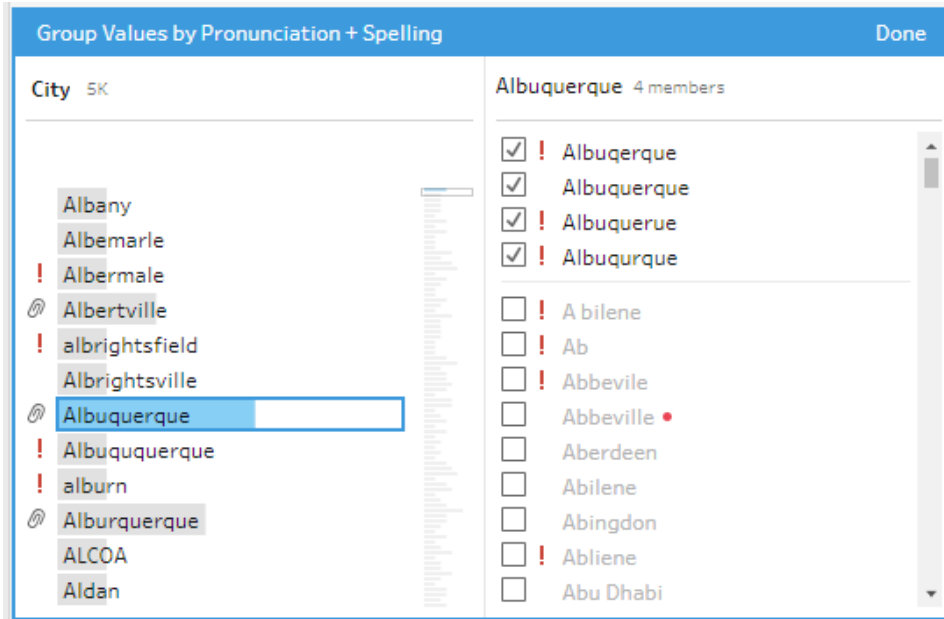 Group Values by Pronunciation + Spelling Done
City 5K
Albany
Albemarle
! Albermale
Albertville
! albrightsfield
Albrightsville
Albuquerque
! Albuququerque
! alburn
Alburquerque
ALCOA
Aldan
Albuquerque 4 members
! Albuqerque
Albuquerque
! Albuquerue
! Albuqurque
! A bilene
! Ab
! Abbevile
Abbeville
Aberdeen
Abilene
Abingdon
! Abliene
Abu Dhabi